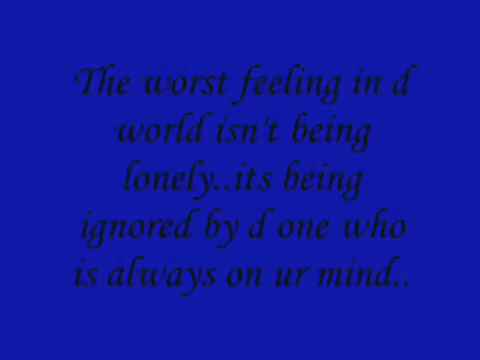 The worst feeling in d
world isn't being
lonely..its being
ignored by d one who
is always on ur mind..